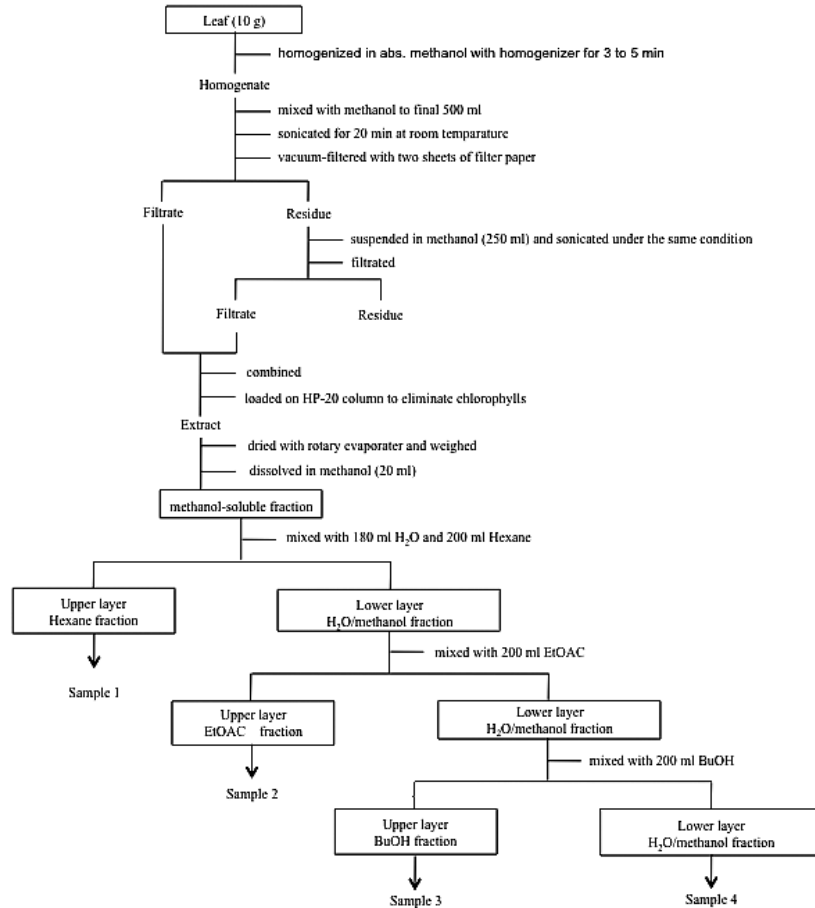 Leaf (10 g)
homogenized in abs. methanol with homogenizer for 3 to 5 min
Homogenate
mixed with methanol to final 500 ml
sonicated for 20 min at room temparature
vacuum-filtered with two sheets of filter paper
Filtrate
Residue
suspended in methanol (250 ml) and sonicated under the same condition
filtrated
Filtrate
Residue
combined
loaded on HP-20 column to eliminate chlorophylls
Extract
dried with rotary evaporater and weighed
dissolved in methanol (20 ml)
methanol-soluble fraction
mixed with 180 ml H₂O and 200 ml Hexane
Upper layer
Hexane fraction
Lower layer
H₂O/methanol fraction
mixed with 200 ml EtOAC
Sample 1
Upper layer
EtOAC fraction
Lower layer
H₂O/methanol fraction
mixed with 200 ml BuOH
Sample 2
Upper layer
BuOH fraction
Lower layer
H₂O/methanol fraction
Sample 3
Sample 4